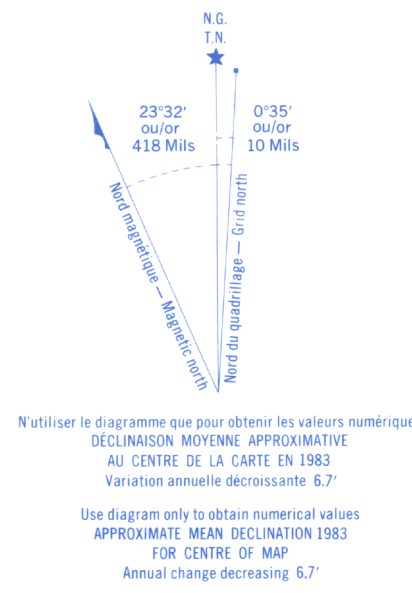 N.G.
T.N.
23°32′
ou/or
418 Mils
0°35′
ou/or
10 Mils
Nord magnétique — Magnetic north
Nord du quadrillage — Grid north
N'utiliser le diagramme que pour obtenir les valeurs numérique
DÉCLINAISON MOYENNE APPROXIMATIVE
AU CENTRE DE LA CARTE EN 1983
Variation annuelle décroissante 6.7′
Use diagram only to obtain numerical values
APPROXIMATE MEAN DECLINATION 1983
FOR CENTRE OF MAP
Annual change decreasing 6.7′